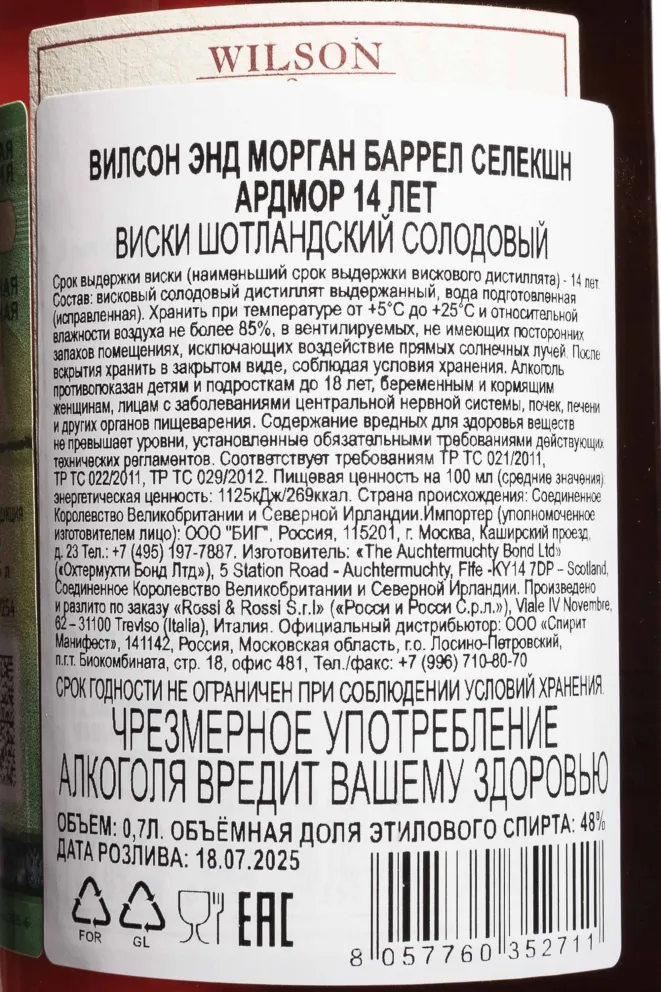 WILSON
ВИЛСОН ЭНД МОРГАН БАРРЕЛ СЕЛЕКШН
АРДМОР 14 ЛЕТ
ВИСКИ ШОТЛАНДСКИЙ СОЛОДОВЫЙ
Срок выдержки виски (наименьший срок выдержки вискового дистиллята) - 14 лет.
Состав: висковый солодовый дистиллят выдержанный, вода подготовленная
(исправленная). Хранить при температуре от +5°С до +25°С и относительной
влажности воздуха не более 85%, в вентилируемых, не имеющих посторонних
запахов помещениях, исключающих воздействие прямых солнечных лучей. После
вскрытия хранить в закрытом виде, соблюдая условия хранения. Алкоголь
противопоказан детям и подросткам до 18 лет, беременным и кормящим
женщинам, лицам с заболеваниями центральной нервной системы, почек, печени
и других органов пищеварения. Содержание вредных для здоровья веществ
не превышает уровни, установленные обязательными требованиями действующих
технических регламентов. Соответствует требованиям ТР ТС 021/2011,
ТР ТС 022/2011, ТР ТС 029/2012. Пищевая ценность на 100 мл (средние значения):
энергетическая ценность: 1125кДж/269ккал. Страна происхождения: Соединенное
Королевство Великобритании и Северной Ирландии.Импортер (уполномоченное
изготовителем лицо): ООО "БИГ", Россия, 115201, г. Москва, Каширский проезд,
д. 23 Тел.: +7 (495) 197-7887. Изготовитель: «The Auchtermuchty Bond Ltd»
(«Охтермухти Бонд Лтд»), 5 Station Road - Auchtermuchty, Fife -KY14 7DP – Scotland,
Соединенное Королевство Великобритании и Северной Ирландии. Произведено
и разлито по заказу «Rossi & Rossi S.r.l» («Росси и Росси С.р.л.»), Viale IV Novembre,
62 – 31100 Treviso (Italia), Италия. Официальный дистрибьютор: ООО «Спирит
Манифест», 141142, Россия, Московская область, г.о. Лосино-Петровский,
п.г.т. Биокомбината, стр. 18, офис 481, Тел./факс: +7 (996) 710-80-70
СРОК ГОДНОСТИ НЕ ОГРАНИЧЕН ПРИ СОБЛЮДЕНИИ УСЛОВИЙ ХРАНЕНИЯ.
ЧРЕЗМЕРНОЕ УПОТРЕБЛЕНИЕ
АЛКОГОЛЯ ВРЕДИТ ВАШЕМУ ЗДОРОВЬЮ
ОБЪЕМ: 0,7Л. ОБЪЁМНАЯ ДОЛЯ ЭТИЛОВОГО СПИРТА: 48%
ДАТА РОЗЛИВА: 18.07.2025
FOR GL EAC
8 057760 352711